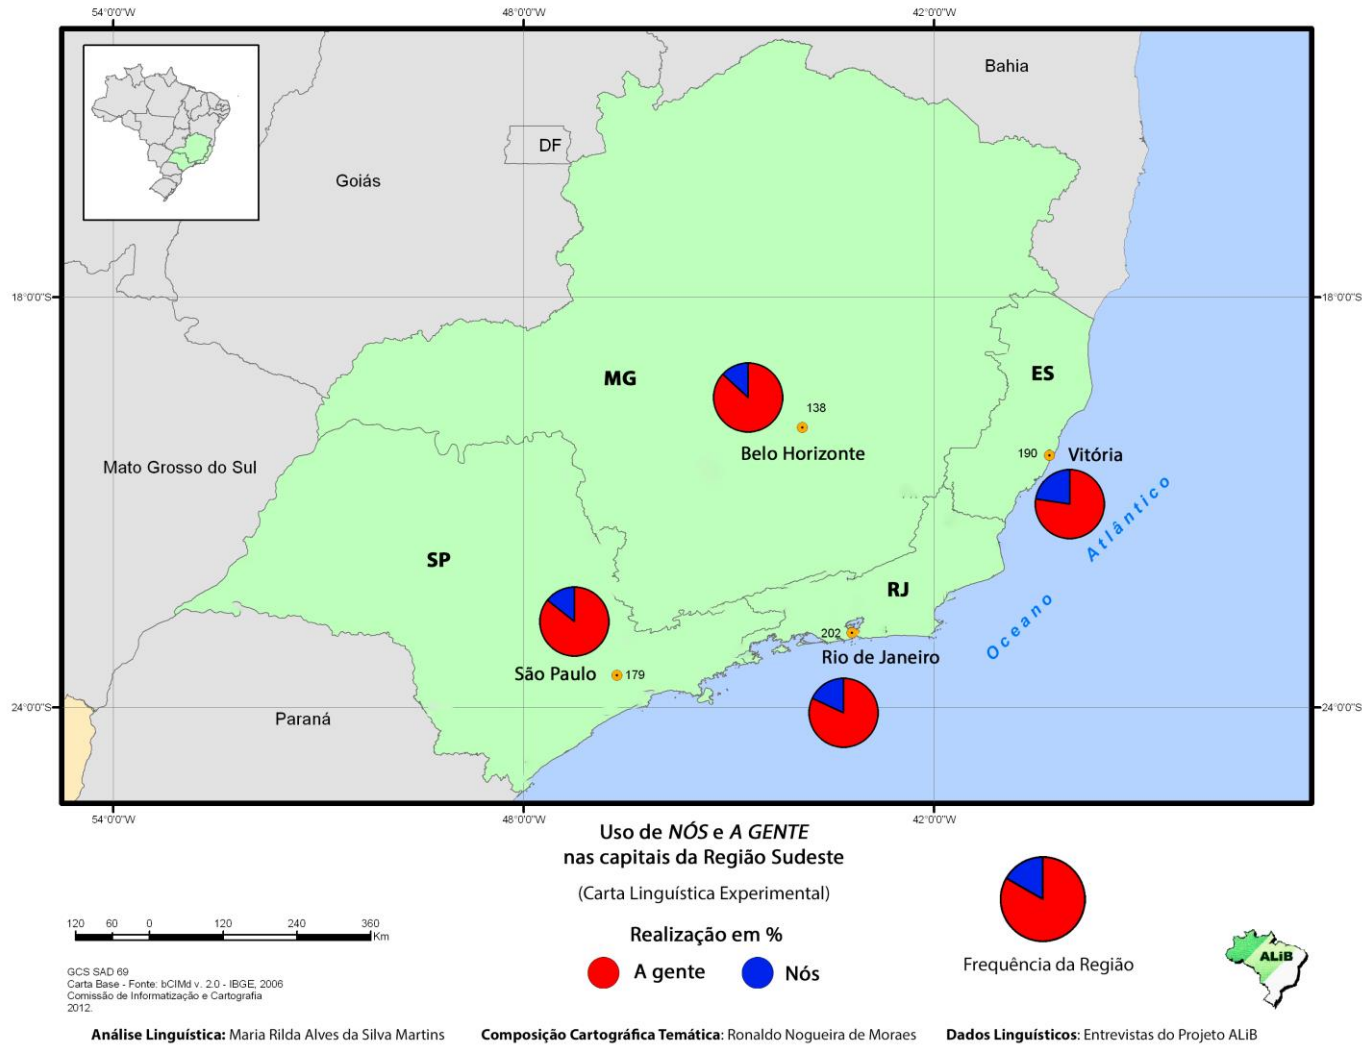 54°0'0"W
48°0'0"W
42°0'0"W
Bahia
DF
Goiás
18°0'0"S
18°0'0"S
MG
ES
138
Belo Horizonte
190
Vitória
Mato Grosso do Sul
Oceano Atlântico
SP
RJ
202
Rio de Janeiro
São Paulo
179
Paraná
24°0'0"S
24°0'0"S
54°0'0"W
48°0'0"W
42°0'0"W
Uso de NÓS e A GENTE
nas capitais da Região Sudeste
(Carta Linguística Experimental)
Realização em %
A gente
Nós
Frequência da Região
ALiB
120 60 0 120 240 360
Km
GCS SAD 69
Carta Base - Fonte: bCIMd v. 2.0 - IBGE, 2006
Comissão de Informatização e Cartografia
2012.
Análise Linguística: Maria Rilda Alves da Silva Martins
Composição Cartográfica Temática: Ronaldo Nogueira de Moraes
Dados Linguísticos: Entrevistas do Projeto ALiB